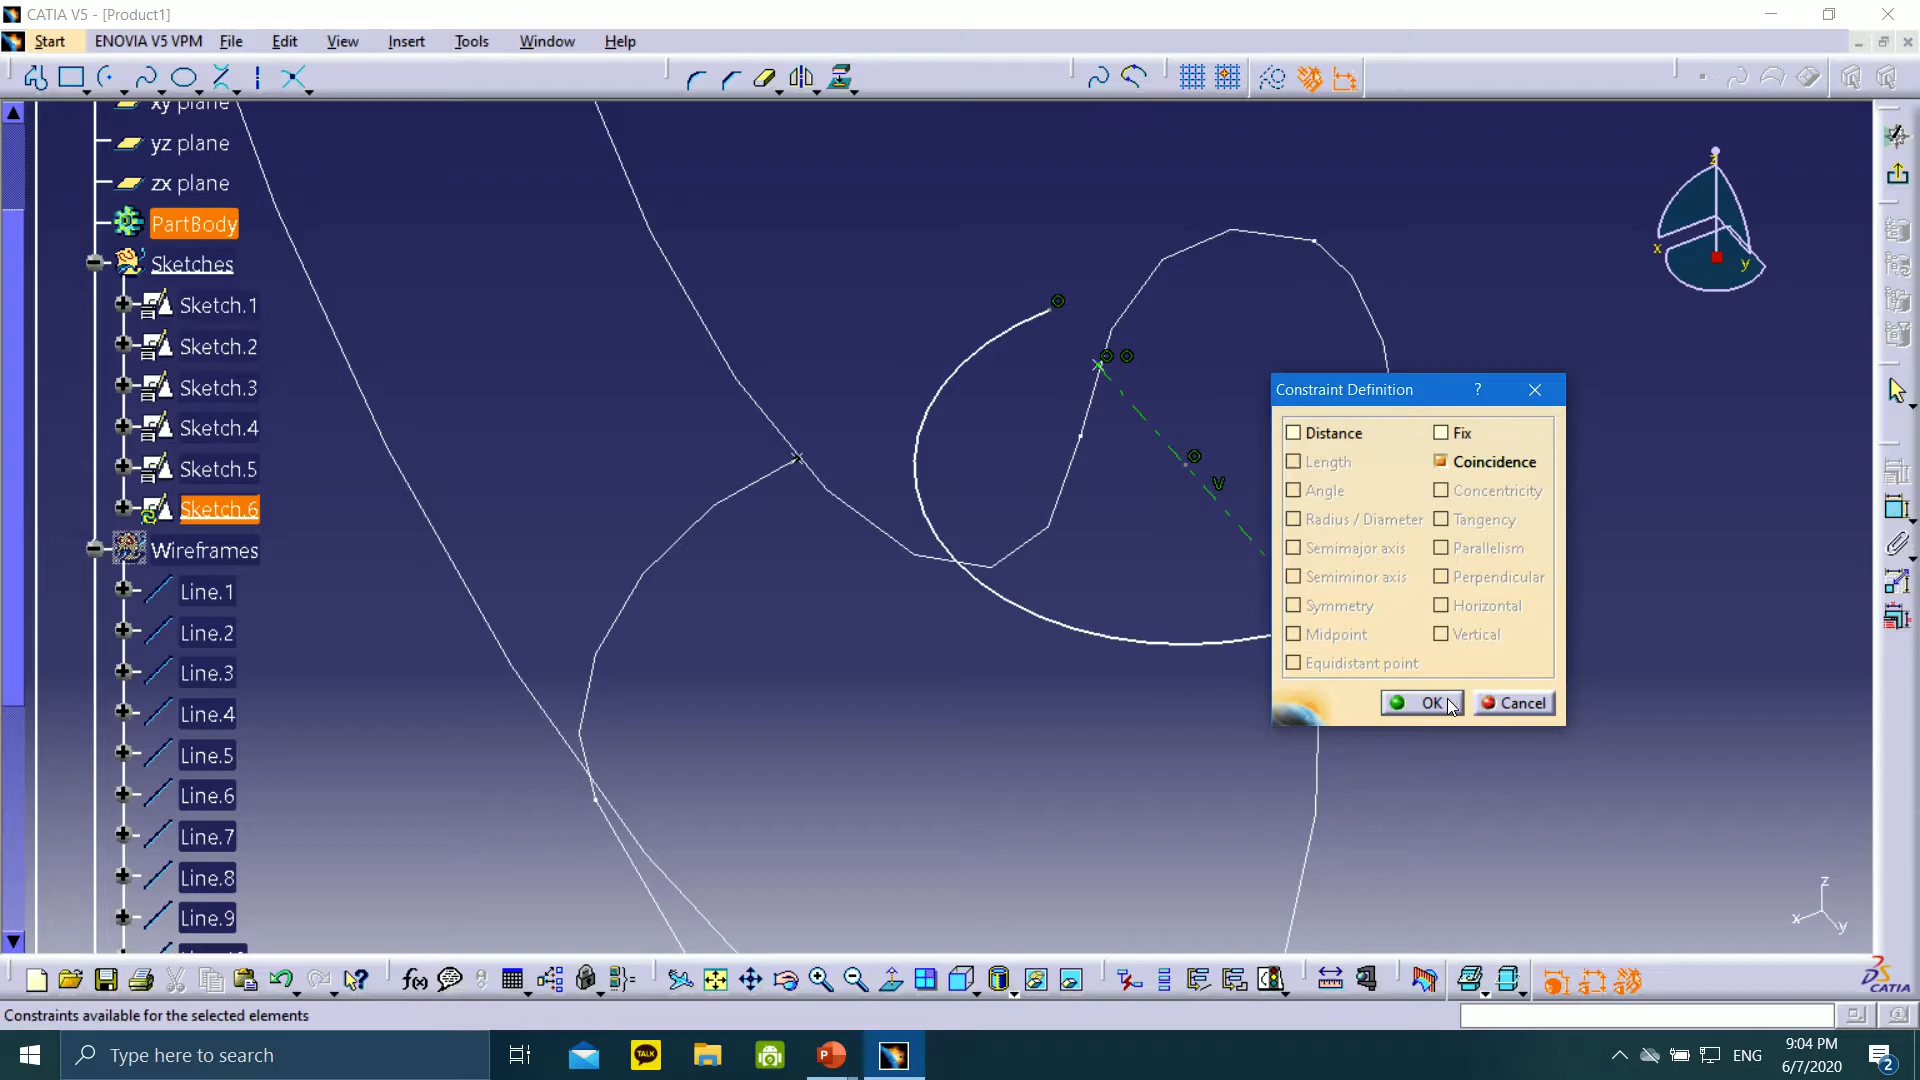 CATIA V5 - [Product1]
Start ENOVIA V5 VPM File Edit View Insert Tools Window Help
xy plane
yz plane
zx plane
PartBody
Sketches
Sketch.1
Sketch.2
Sketch.3
Sketch.4
Sketch.5
Sketch.6
Wireframes
Line.1
Line.2
Line.3
Line.4
Line.5
Line.6
Line.7
Line.8
Line.9
z
x
y
V
Constraint Definition ?
Distance Fix
Length Coincidence
Angle Concentricity
Radius / Diameter Tangency
Semimajor axis Parallelism
Semiminor axis Perpendicular
Symmetry Horizontal
Midpoint Vertical
Equidistant point
OK Cancel
z
x
y
f(x)
CATIA
Constraints available for the selected elements
Type here to search
TALK
P
ENG
9:04 PM
6/7/2020
2